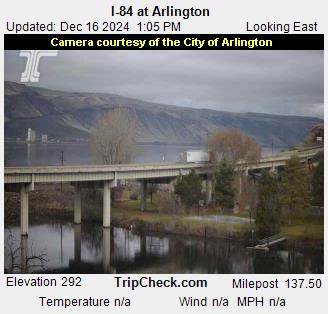 I-84 at Arlington
Updated: Dec 16 2024 1:05 PM Looking East
Camera courtesy of the City of Arlington
Elevation 292 TripCheck.com Milepost 137.50
Temperature n/a Wind n/a MPH n/a